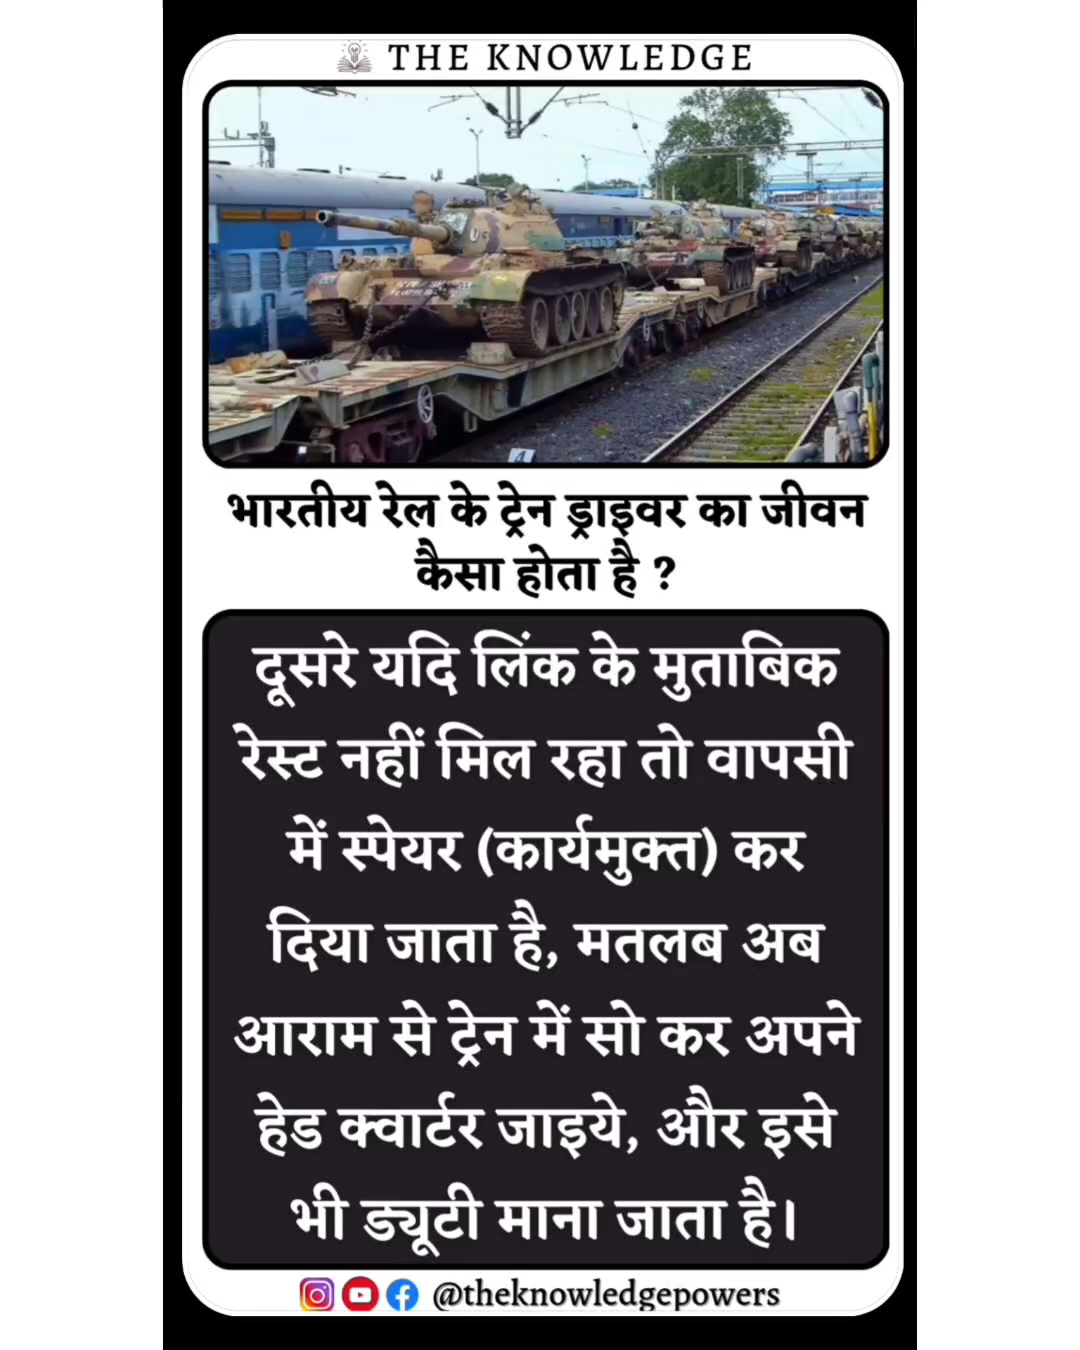 THE KNOWLEDGE
भारतीय रेल के ट्रेन ड्राइवर का जीवन
कैसा होता है ?
दूसरे यदि लिंक के मुताबिक
रेस्ट नहीं मिल रहा तो वापसी
में स्पेयर (कार्यमुक्त) कर
दिया जाता है, मतलब अब
आराम से ट्रेन में सो कर अपने
हेड क्वार्टर जाइये, और इसे
भी ड्यूटी माना जाता है।
@theknowledgepowers